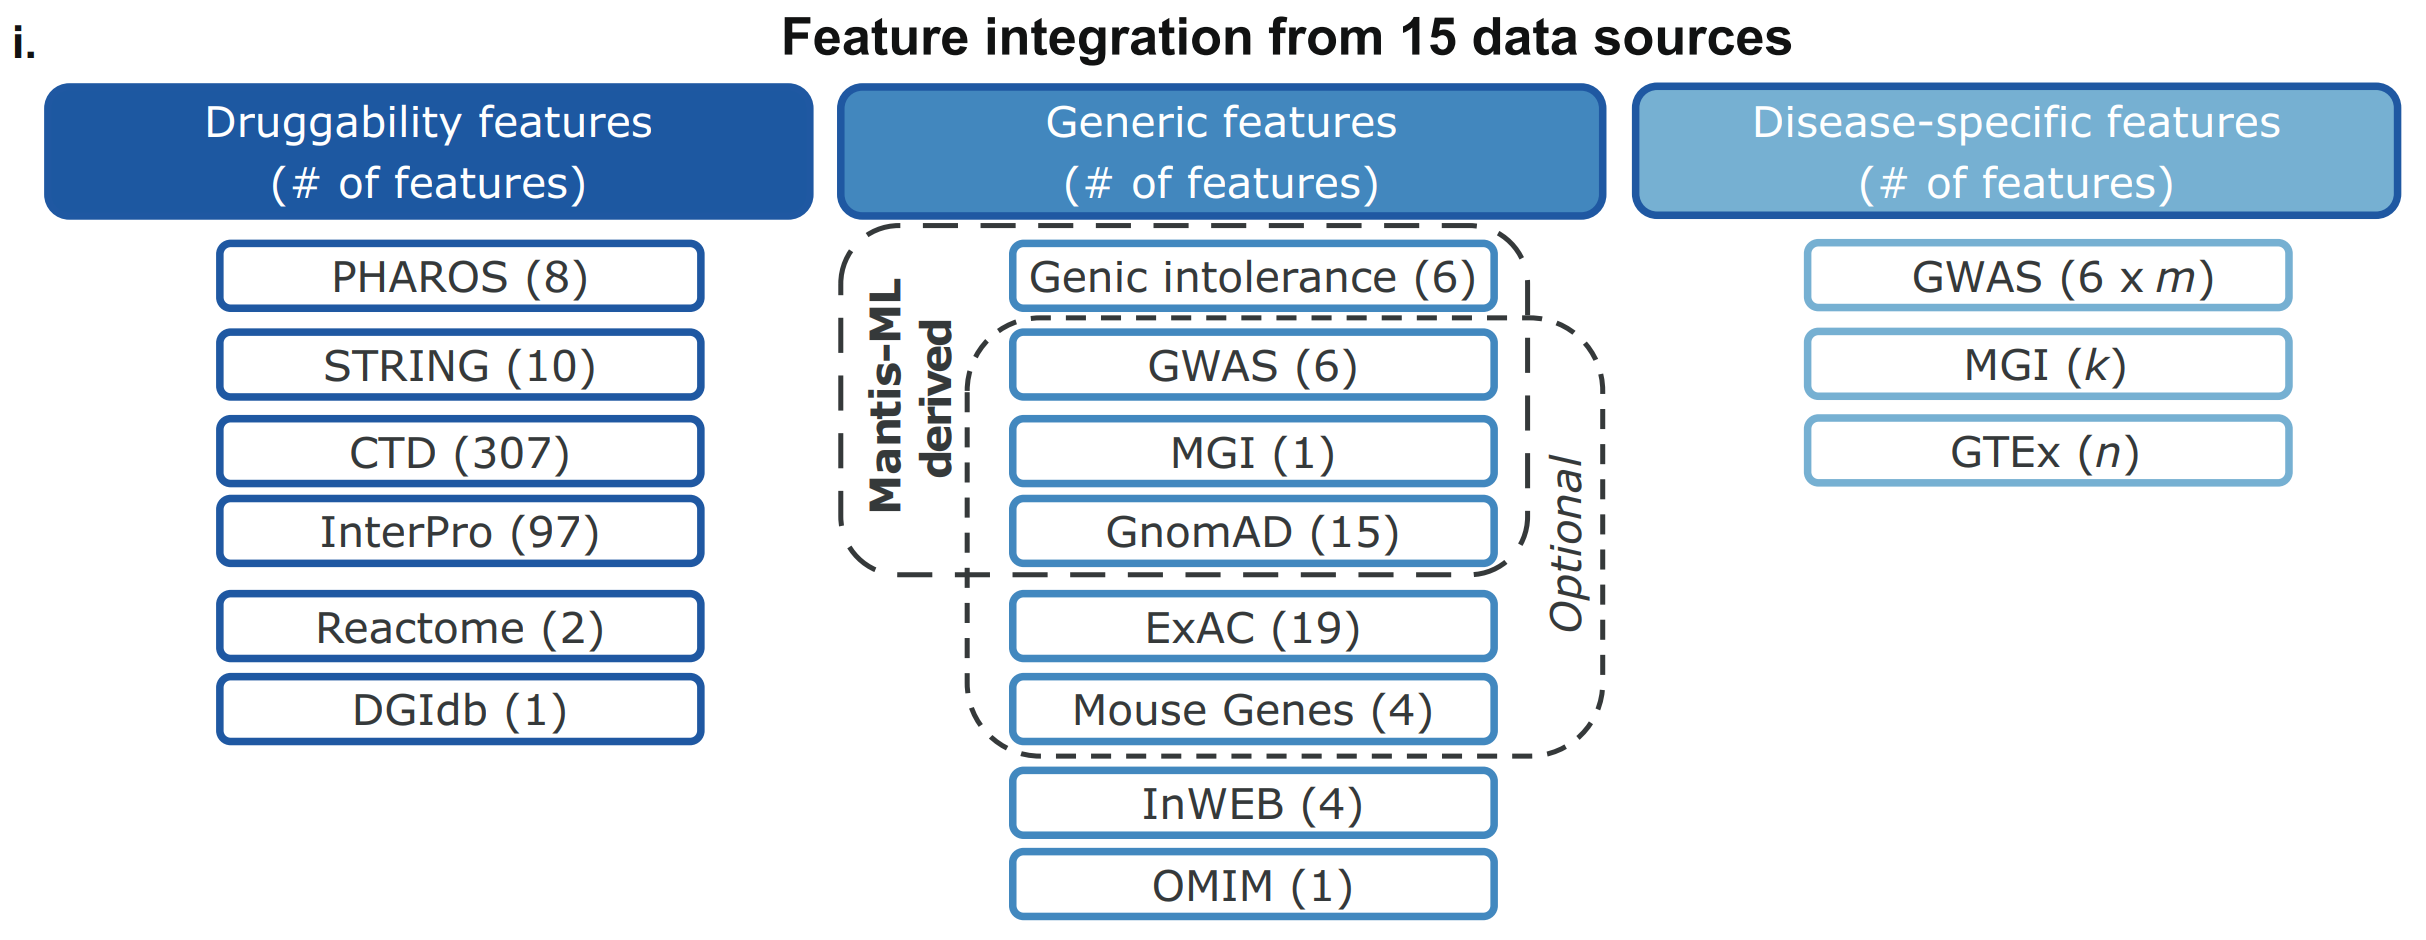 i.
Feature integration from 15 data sources
Druggability features
(# of features)
PHAROS (8)
STRING (10)
CTD (307)
InterPro (97)
Reactome (2)
DGIdb (1)
Generic features
(# of features)
Mantis-ML
derived
Genic intolerance (6)
GWAS (6)
MGI (1)
GnomAD (15)
ExAC (19)
Mouse Genes (4)
Optional
InWEB (4)
OMIM (1)
Disease-specific features
(# of features)
GWAS (6 x m)
MGI (k)
GTEx (n)